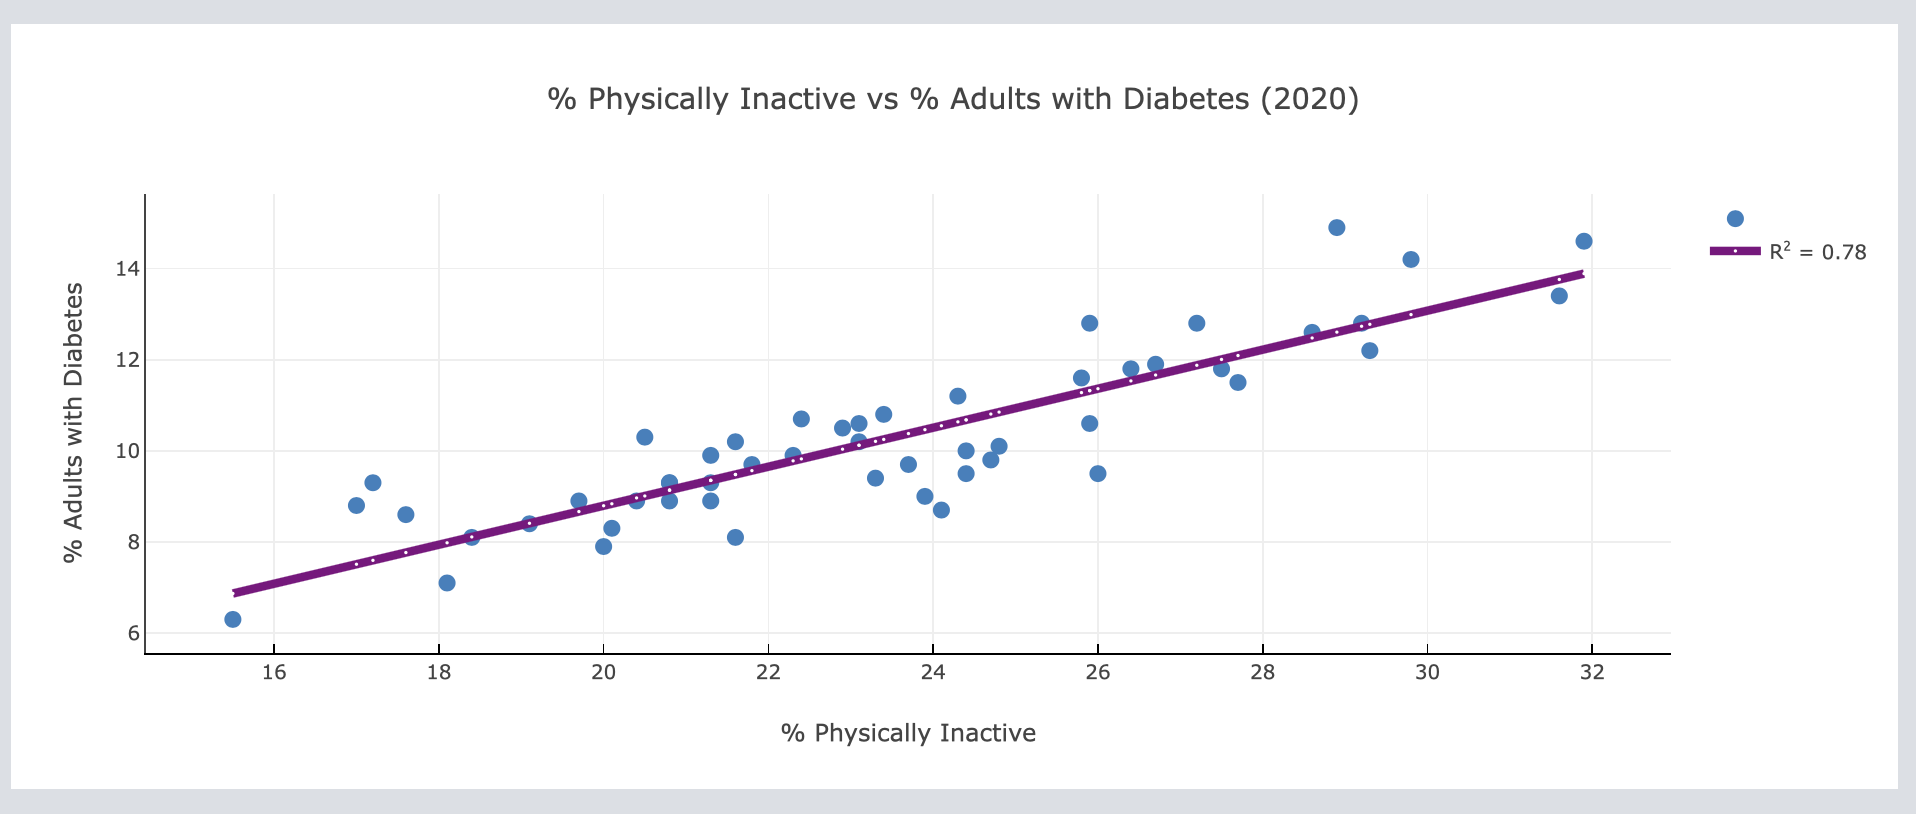 % Physically Inactive vs % Adults with Diabetes (2020)
R² = 0.78
% Adults with Diabetes
14
12
10
8
6
16 18 20 22 24 26 28 30 32
% Physically Inactive